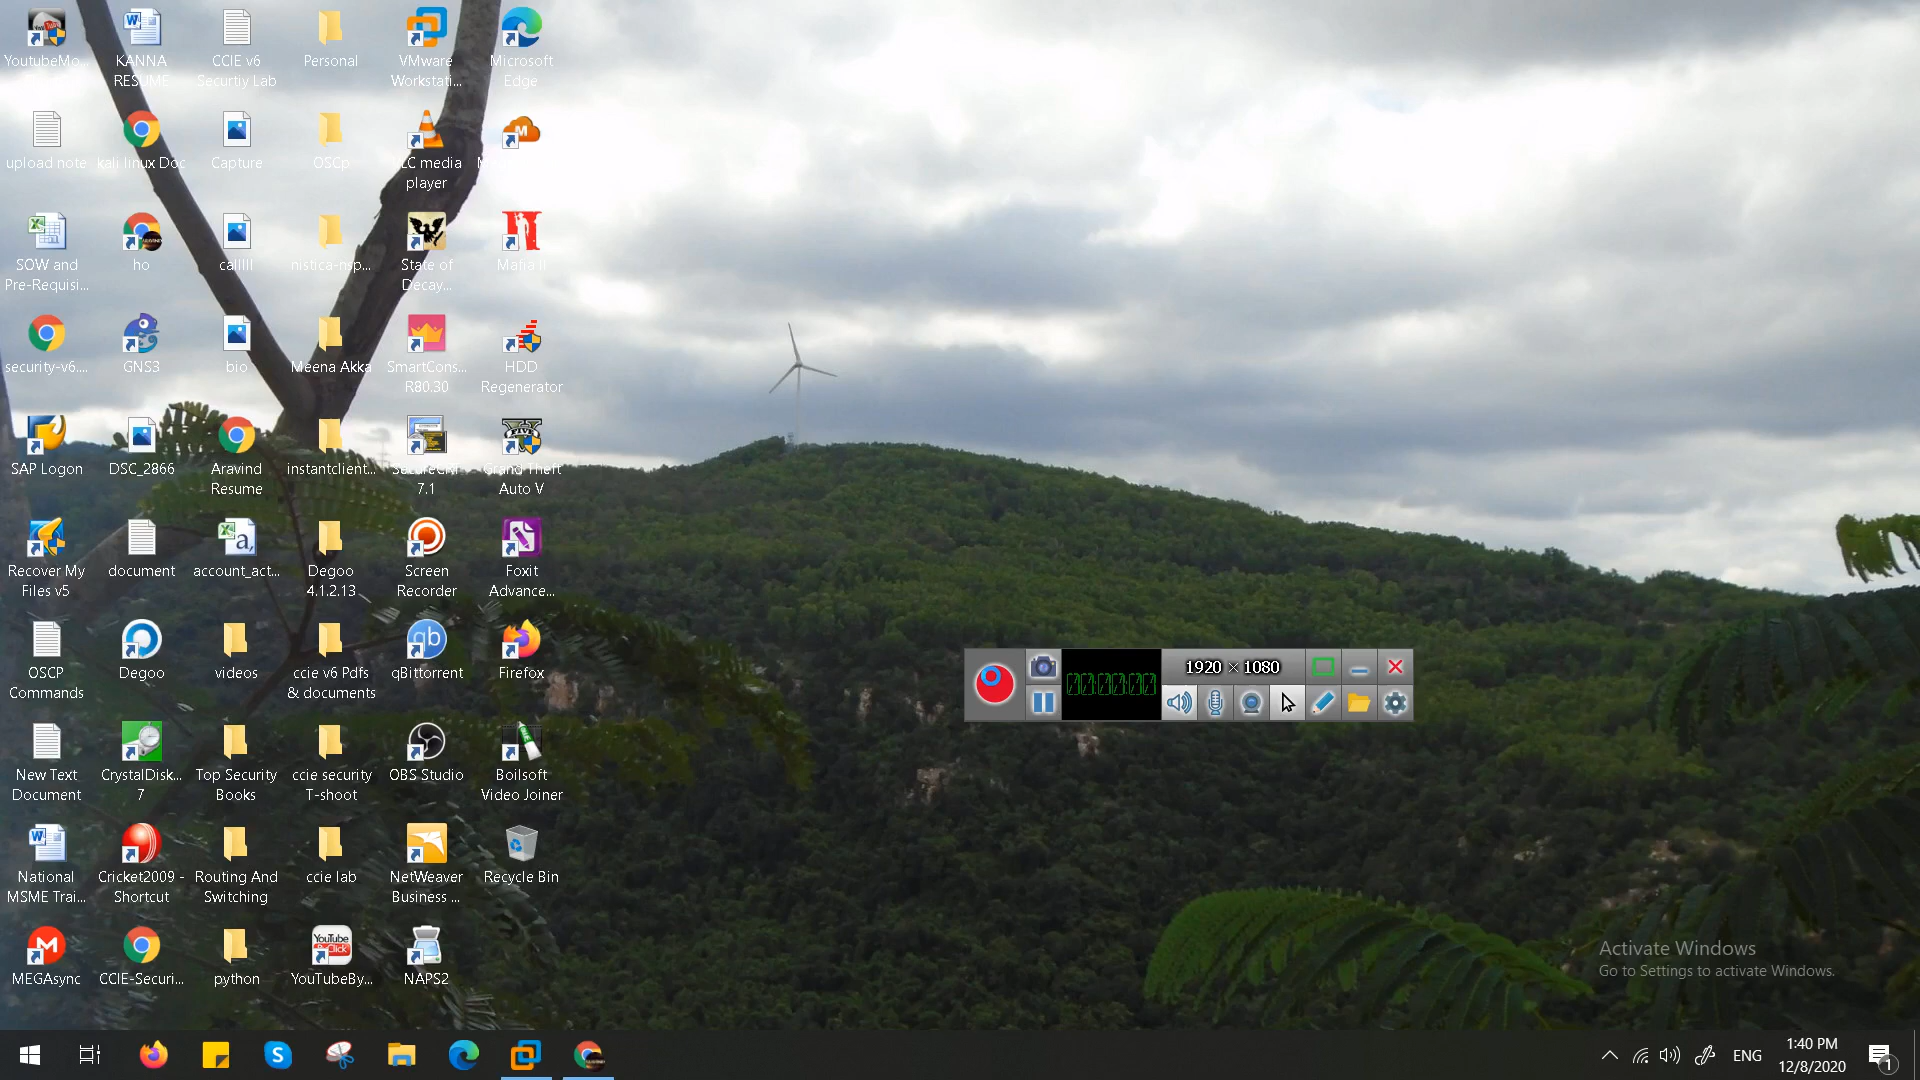 YoutubeMo...
KANNA
RESUME
CCIE v6
Securtiy Lab
Personal
VMware
Workstati...
Microsoft
Edge
upload note
kali linux Doc
Capture
OSCp
VLC media
player
SOW and
Pre-Requisi...
ho
callllll
nistica-nsp...
State of
Decay...
Mafia II
security-v6....
GNS3
bio
Meena Akka
SmartCons...
R80.30
HDD
Regenerator
SAP Logon
DSC_2866
Aravind
Resume
instantclient...
SecureCRT
7.1
Grand Theft
Auto V
Recover My
Files v5
document
account_act...
Degoo
4.1.2.13
Screen
Recorder
Foxit
Advance...
OSCP
Commands
Degoo
videos
ccie v6 Pdfs
& documents
qBittorrent
Firefox
1920 × 1080
New Text
Document
CrystalDisk...
7
Top Security
Books
ccie security
T-shoot
OBS Studio
Boilsoft
Video Joiner
National
MSME Trai...
Cricket2009 -
Shortcut
Routing And
Switching
ccie lab
NetWeaver
Business ...
Recycle Bin
MEGAsync
CCIE-Securi...
python
YouTubeBy...
NAPS2
Activate Windows
Go to Settings to activate Windows.
ENG
1:40 PM
12/8/2020
1